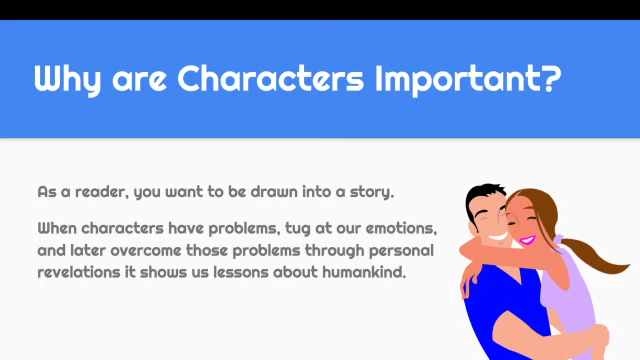 Why are Characters Important?
As a reader, you want to be drawn into a story.
When characters have problems, tug at our emotions,
and later overcome those problems through personal
revelations it shows us lessons about humankind.